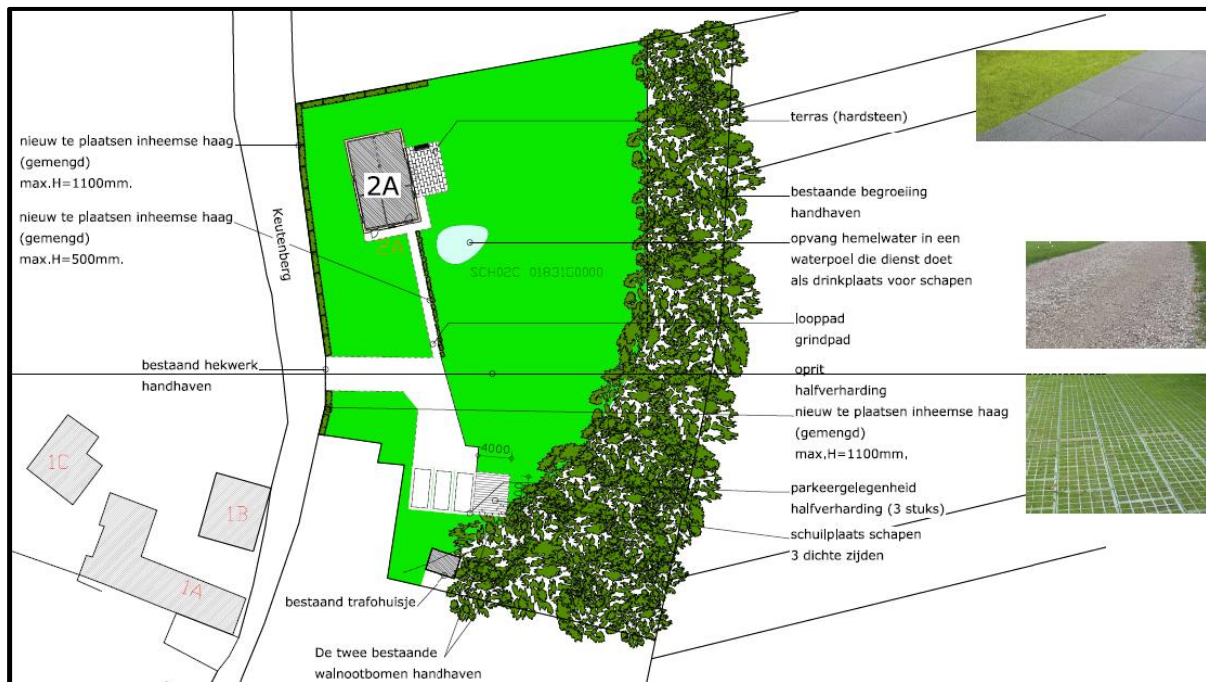 nieuw te plaatsen inheemse haag
(gemengd)
max.H=1100mm.
nieuw te plaatsen inheemse haag
(gemengd)
max.H=500mm.
bestaand hekwerk
handhaven
Keutenberg
2A
2A
SCH02C 01831G0000
4000
1C
1B
1A
bestaand trafohuisje
De twee bestaande
walnootbomen handhaven
terras (hardsteen)
bestaande begroeiing
handhaven
opvang hemelwater in een
waterpoel die dienst doet
als drinkplaats voor schapen
looppad
grindpad
oprit
halfverharding
nieuw te plaatsen inheemse haag
(gemengd)
max.H=1100mm.
parkeergelegenheid
halfverharding (3 stuks)
schuilplaats schapen
3 dichte zijden